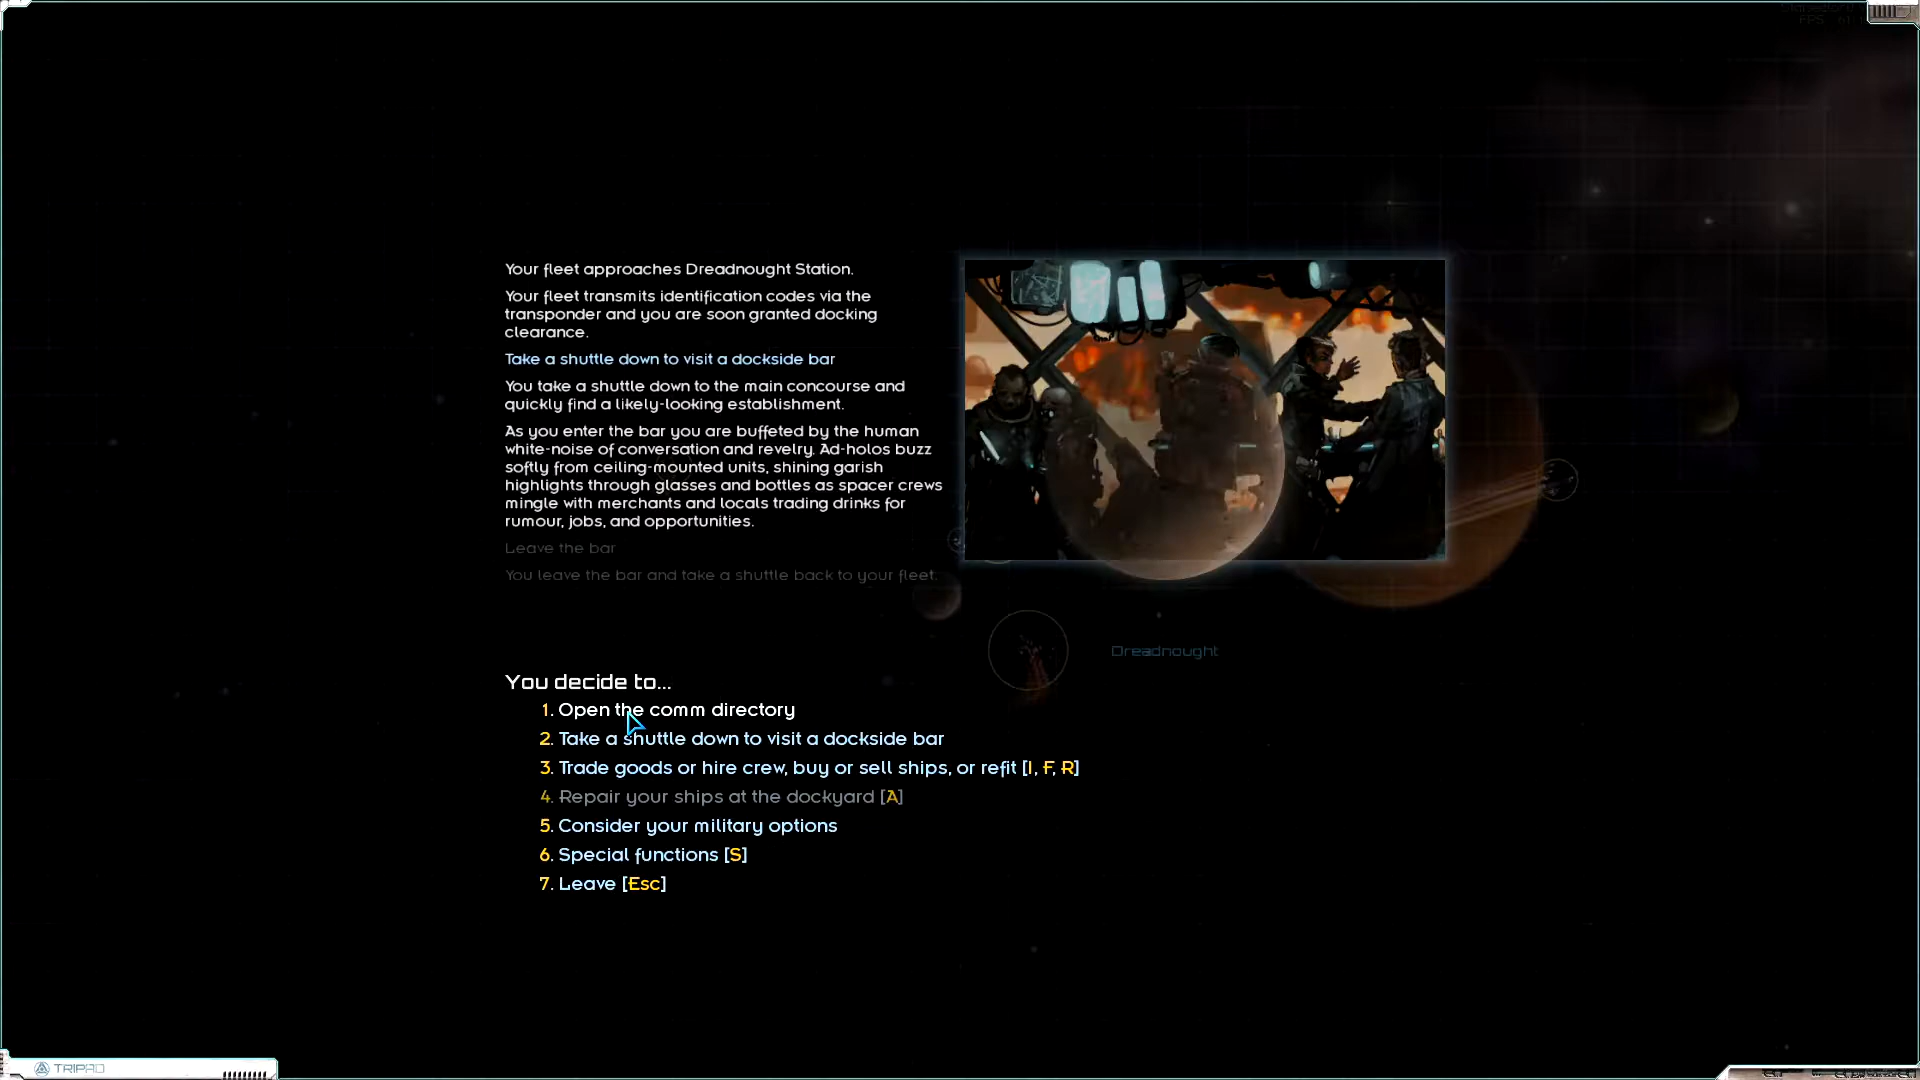 Your fleet approaches Dreadnought Station.
Your fleet transmits identification codes via the
transponder and you are soon granted docking
clearance.
Take a shuttle down to visit a dockside bar
You take a shuttle down to the main concourse and
quickly find a likely-looking establishment.
As you enter the bar you are buffeted by the human
white-noise of conversation and revelry. Ad-holos buzz
softly from ceiling-mounted units, shining garish
highlights through glasses and bottles as spacer crews
mingle with merchants and locals trading drinks for
rumour, jobs, and opportunities.
Leave the bar
You leave the bar and take a shuttle back to your fleet.
Dreadnought
You decide to...
1. Open the comm directory
2. Take a shuttle down to visit a dockside bar
3. Trade goods or hire crew, buy or sell ships, or refit [I, F, R]
4. Repair your ships at the dockyard [A]
5. Consider your military options
6. Special functions [S]
7. Leave [Esc]
TRIPAD